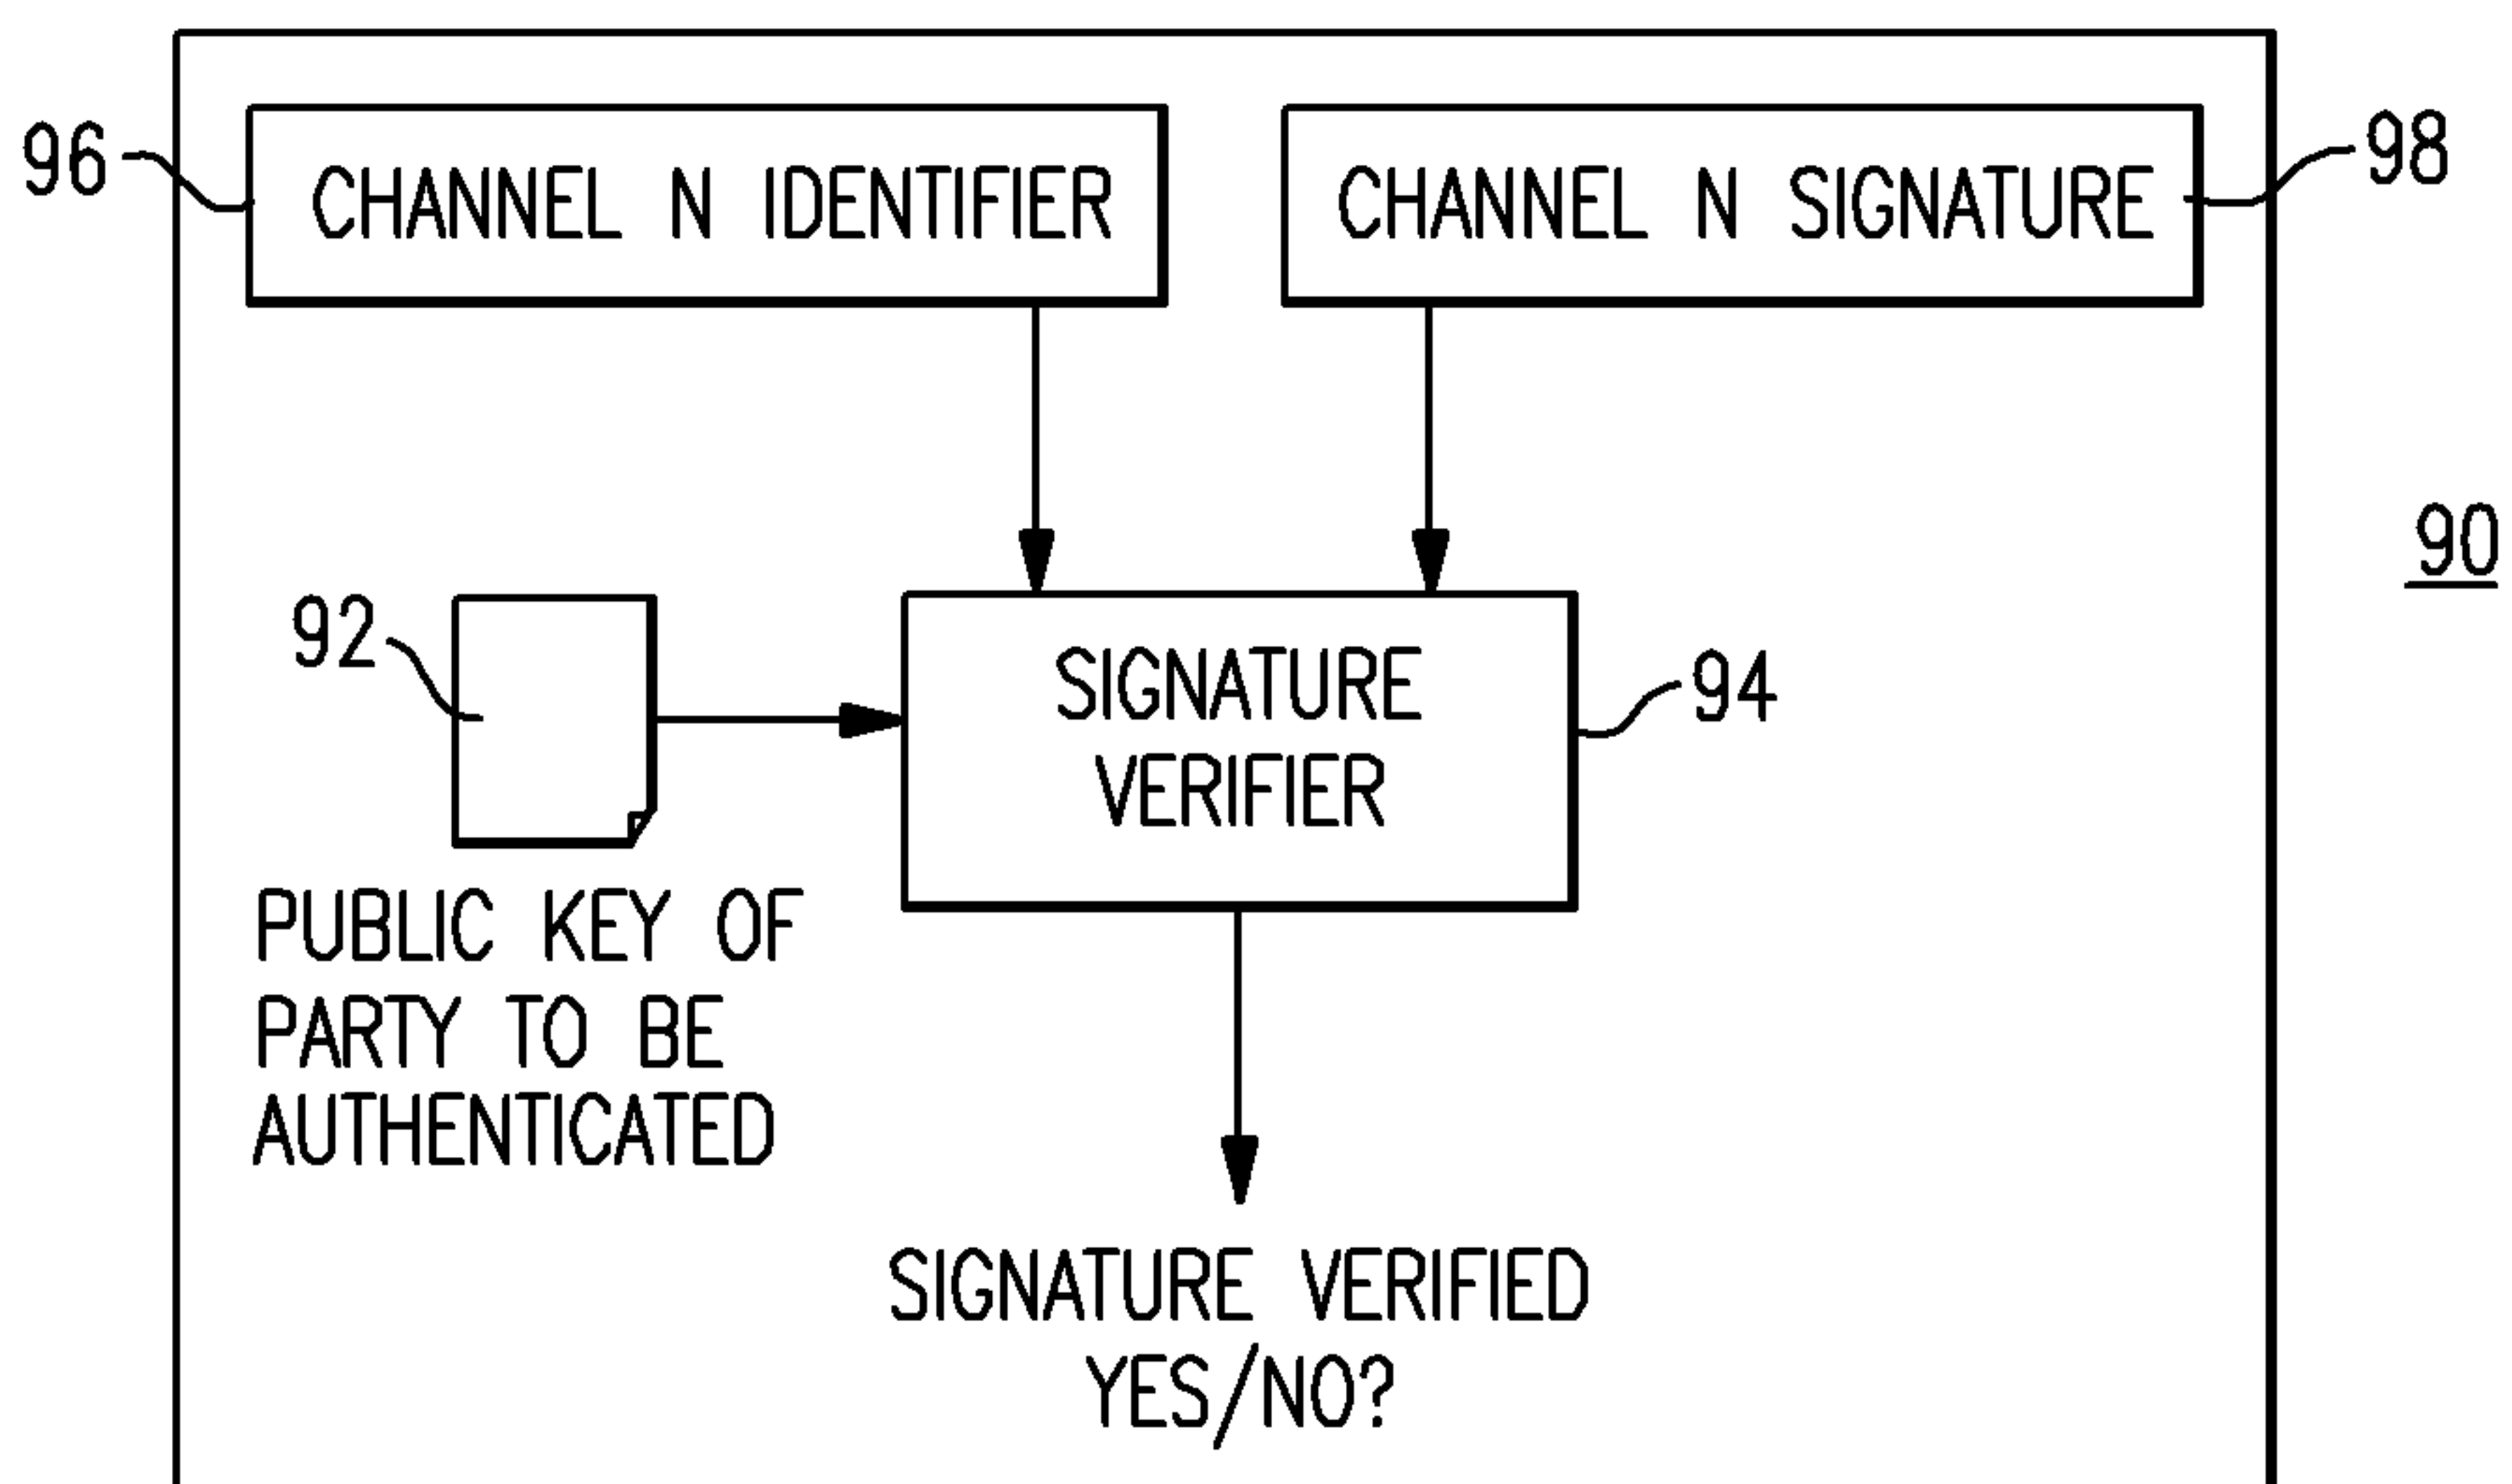 96
CHANNEL N IDENTIFIER
CHANNEL N SIGNATURE
98
90
92
SIGNATURE
VERIFIER
94
PUBLIC KEY OF
PARTY TO BE
AUTHENTICATED
SIGNATURE VERIFIED
YES/NO?